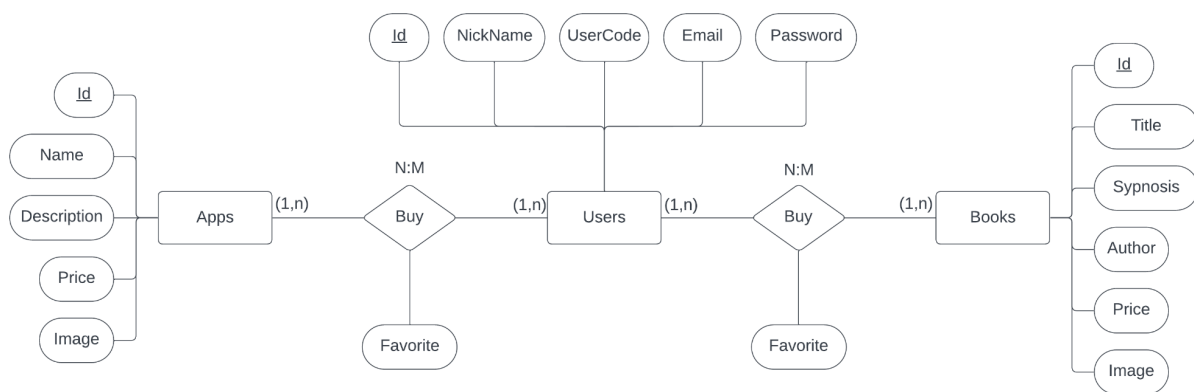 Id
NickName
UserCode
Email
Password
Id
Name
Description
Price
Image
Apps
(1,n)
N:M
Buy
Favorite
(1,n)
Users
(1,n)
N:M
Buy
Favorite
(1,n)
Books
Id
Title
Sypnosis
Author
Price
Image